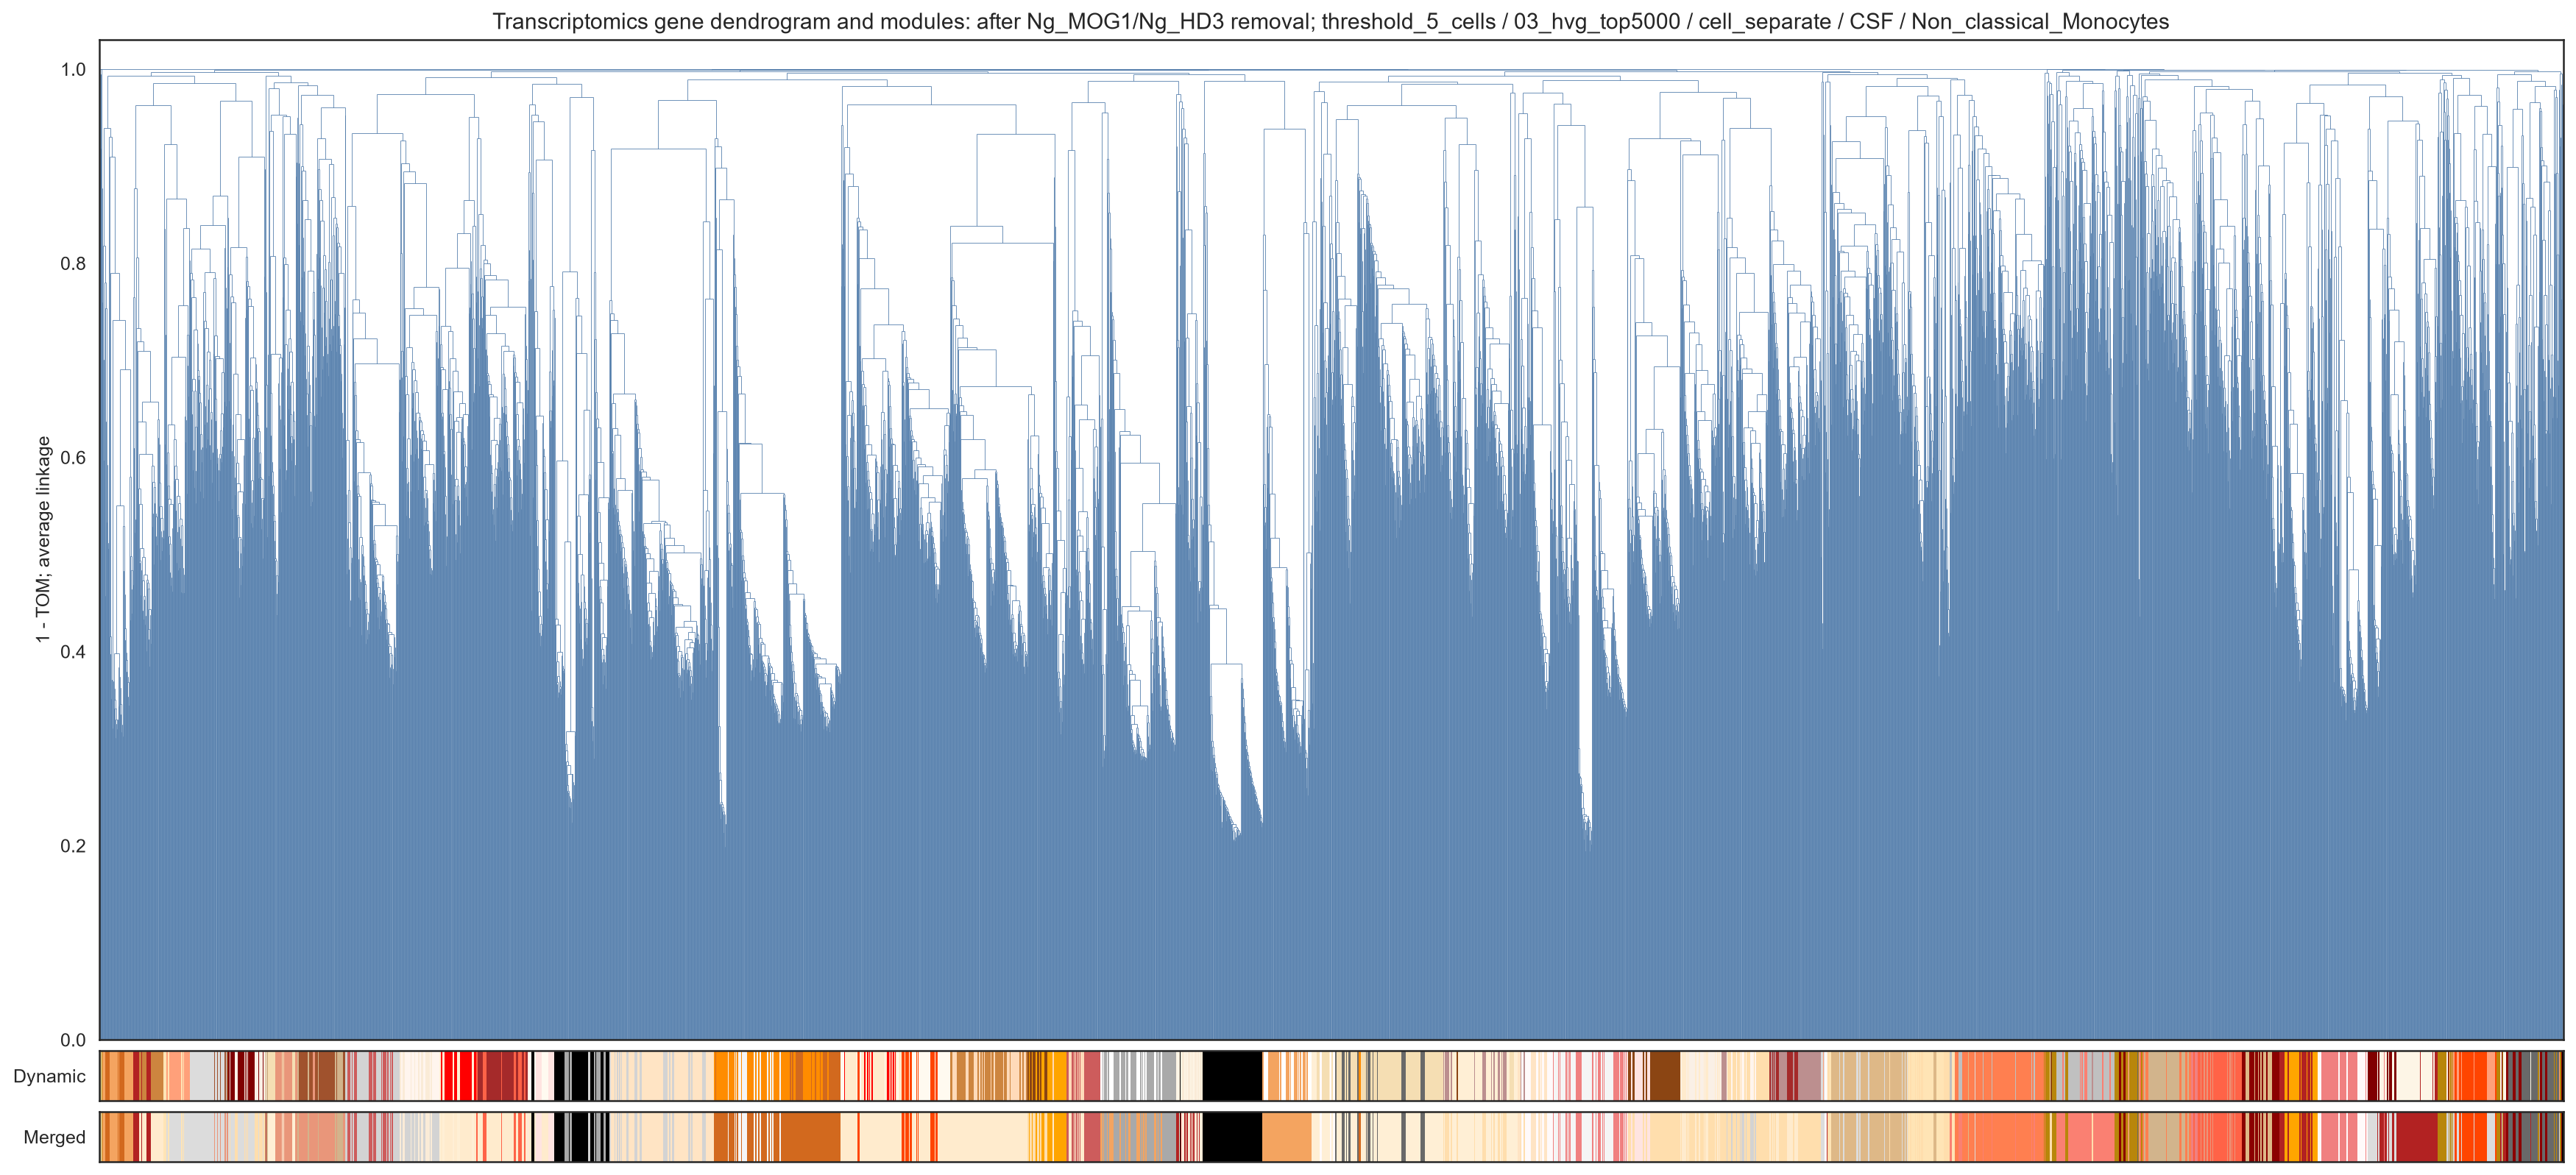 Transcriptomics gene dendrogram and modules: after Ng_MOG1/Ng_HD3 removal; threshold_5_cells / 03_hvg_top5000 / cell_separate / CSF / Non_classical_Monocytes
1.0
0.8
0.6
0.4
0.2
0.0
1 - TOM; average linkage
Dynamic
Merged